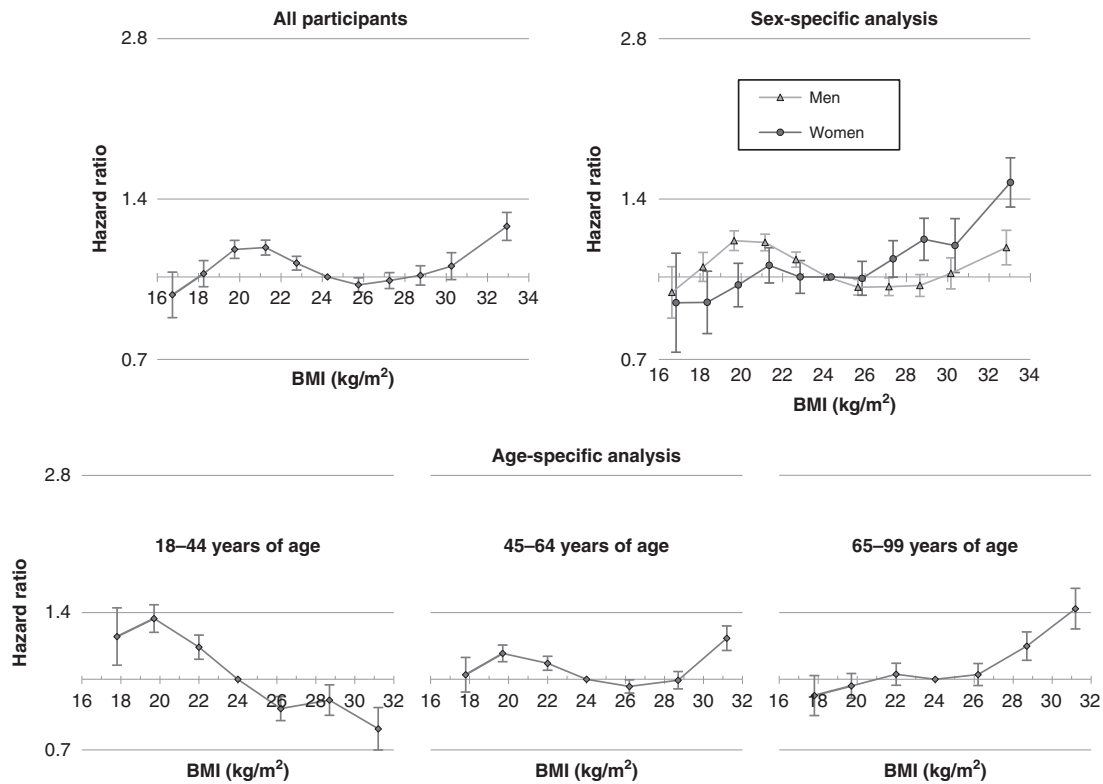 All participants
2.8
1.4
0.7
Hazard ratio
16 18 20 22 24 26 28 30 32 34
BMI (kg/m²)
Sex-specific analysis
2.8
Men
Women
1.4
0.7
Hazard ratio
16 18 20 22 24 26 28 30 32 34
BMI (kg/m²)
Age-specific analysis
2.8
1.4
0.7
Hazard ratio
18–44 years of age
16 18 20 22 24 26 28 30 32
BMI (kg/m²)
45–64 years of age
16 18 20 22 24 26 28 30 32
BMI (kg/m²)
65–99 years of age
16 18 20 22 24 26 28 30 32
BMI (kg/m²)